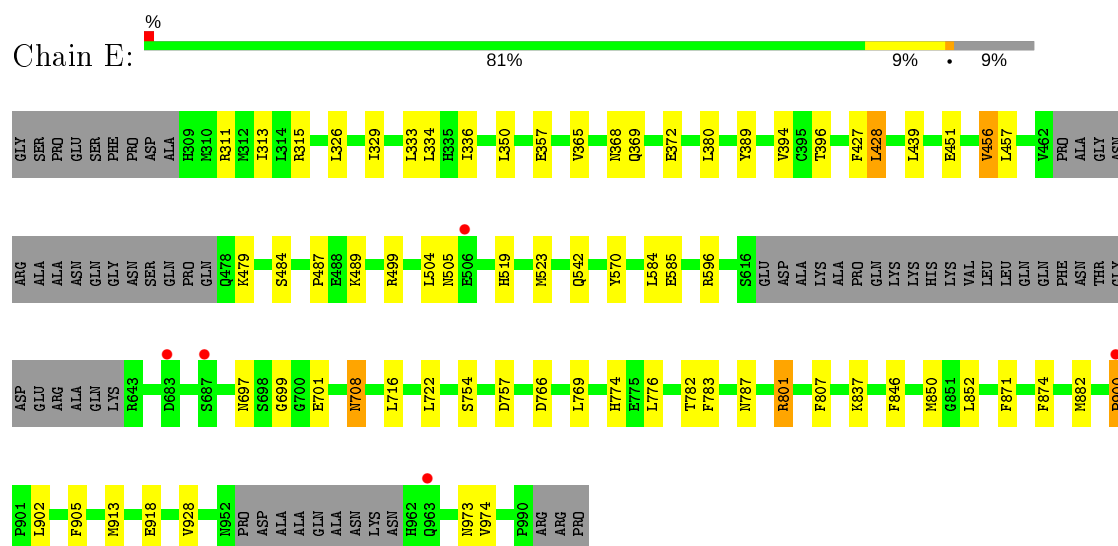 %
Chain E:
81% 9% • 9%
GLY SER PRO GLU SER PHE PRO ASP ALA H309 M310 R311 M312 I313 L314 R315 L326 I329 L333 L334 H335 I336 L350 E357 V365 N368 Q369 E372 L380 Y389 V394 C395 T396 F427 L428 L439 E451 V456 L457 V462 PRO ALA GLY ASN
ARG ALA ALA ASN GLN GLY ASN SER GLN PRO GLN Q478 K479 S484 P487 E488 K489 R499 L504 N505 E506 H519 M523 Q542 Y570 L584 E585 R596 S616 GLU ASP ALA LYS ALA PRO GLN LYS LYS HIS LYS VAL LEU LEU GLN GLN PHE ASN THR GLY
ASP GLU ARG ALA GLN LYS R643 D683 S687 N697 S698 G699 G700 E701 N708 L716 L722 S754 D757 D766 L769 H774 E775 L776 T782 F783 N787 R801 F807 K837 F846 M850 G851 L852 F871 F874 M882
P901 L902 F905 M913 E918 V928 N952 PRO ASP ALA ALA GLN ALA ASN LYS ASN H962 Q963 N973 V974 P990 ARG ARG PRO